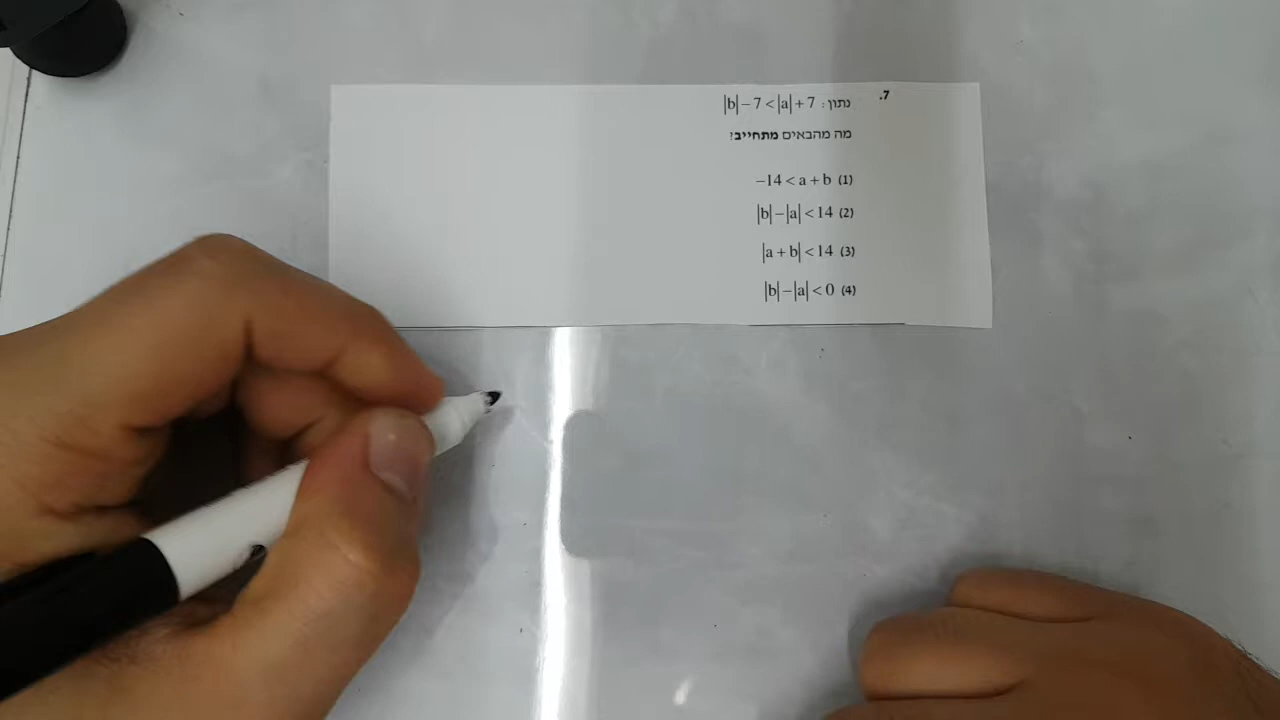 7. נתון: |b| − 7 < |a| + 7
מה מהבאים מתחייב?
(1) −14 < a + b
(2) |b| − |a| < 14
(3) |a + b| < 14
(4) |b| − |a| < 0